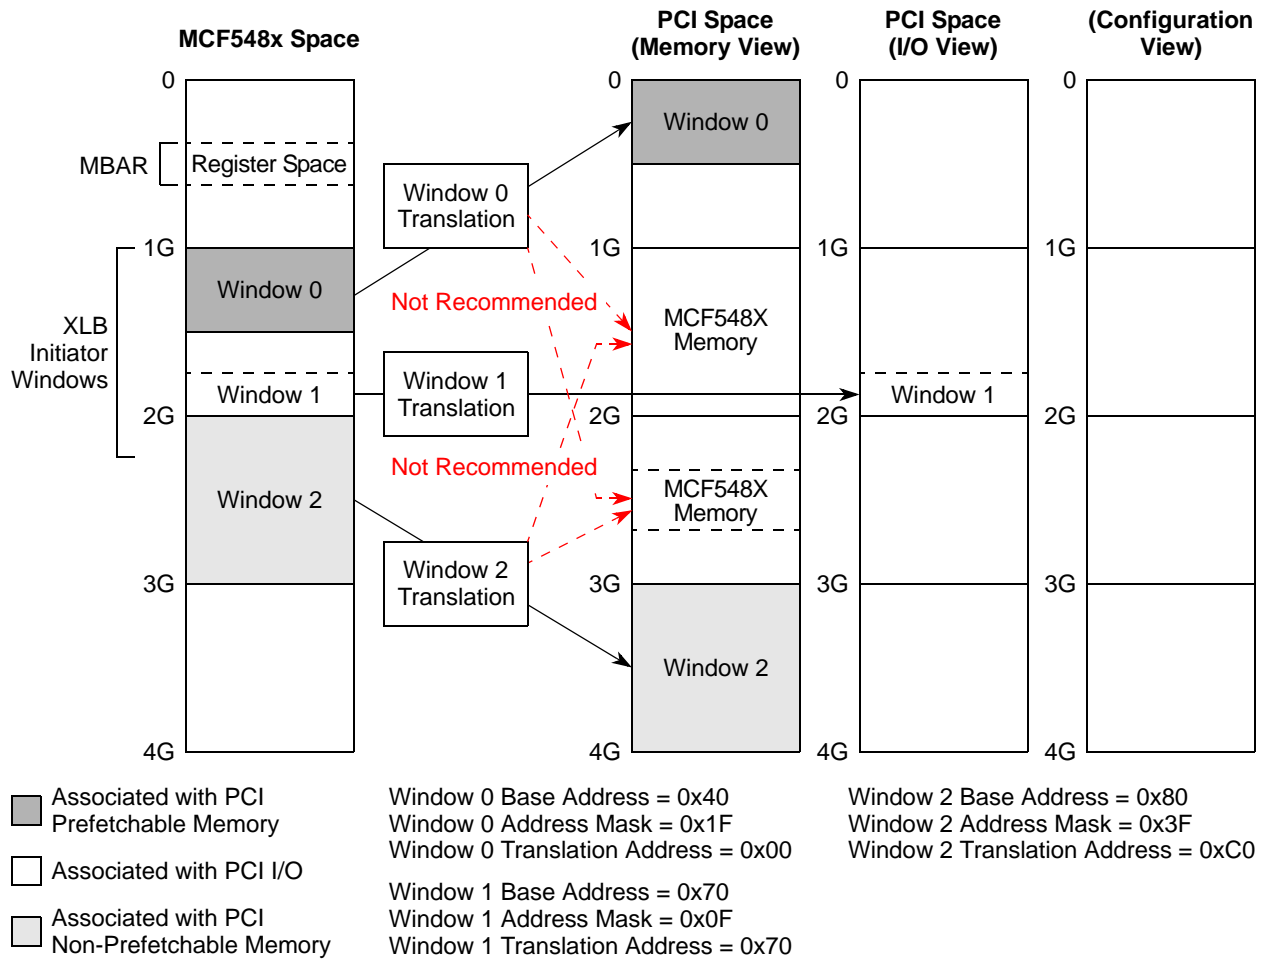 MCF548x Space
PCI Space
(Memory View)
PCI Space
(I/O View)
(Configuration
View)
0
0
0
0
MBAR
Register Space
Window 0
Window 0
Translation
1G
1G
1G
1G
Window 0
Not Recommended
MCF548X
Memory
XLB
Initiator
Windows
Window 1
Window 1
Translation
Window 1
2G
2G
2G
2G
Not Recommended
MCF548X
Memory
Window 2
Window 2
Translation
3G
3G
3G
3G
Window 2
4G
4G
4G
4G
Associated with PCI
Prefetchable Memory
Associated with PCI I/O
Associated with PCI
Non-Prefetchable Memory
Window 0 Base Address = 0x40
Window 0 Address Mask = 0x1F
Window 0 Translation Address = 0x00
Window 1 Base Address = 0x70
Window 1 Address Mask = 0x0F
Window 1 Translation Address = 0x70
Window 2 Base Address = 0x80
Window 2 Address Mask = 0x3F
Window 2 Translation Address = 0xC0